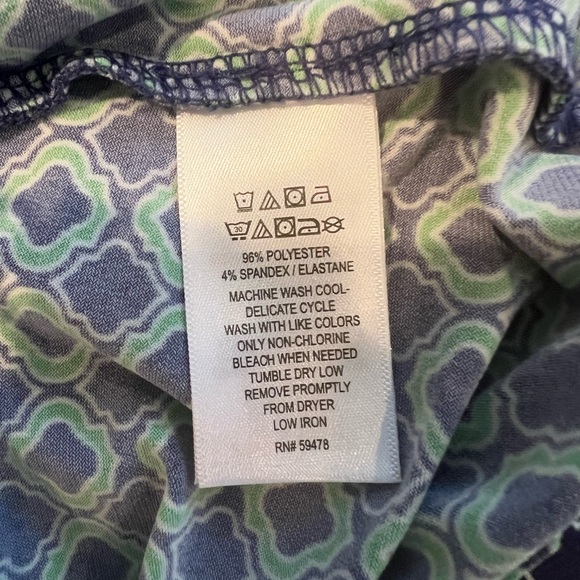 30
96% POLYESTER
4% SPANDEX / ELASTANE
MACHINE WASH COOL-
DELICATE CYCLE
WASH WITH LIKE COLORS
ONLY NON-CHLORINE
BLEACH WHEN NEEDED
TUMBLE DRY LOW
REMOVE PROMPTLY
FROM DRYER
LOW IRON
RN# 59478